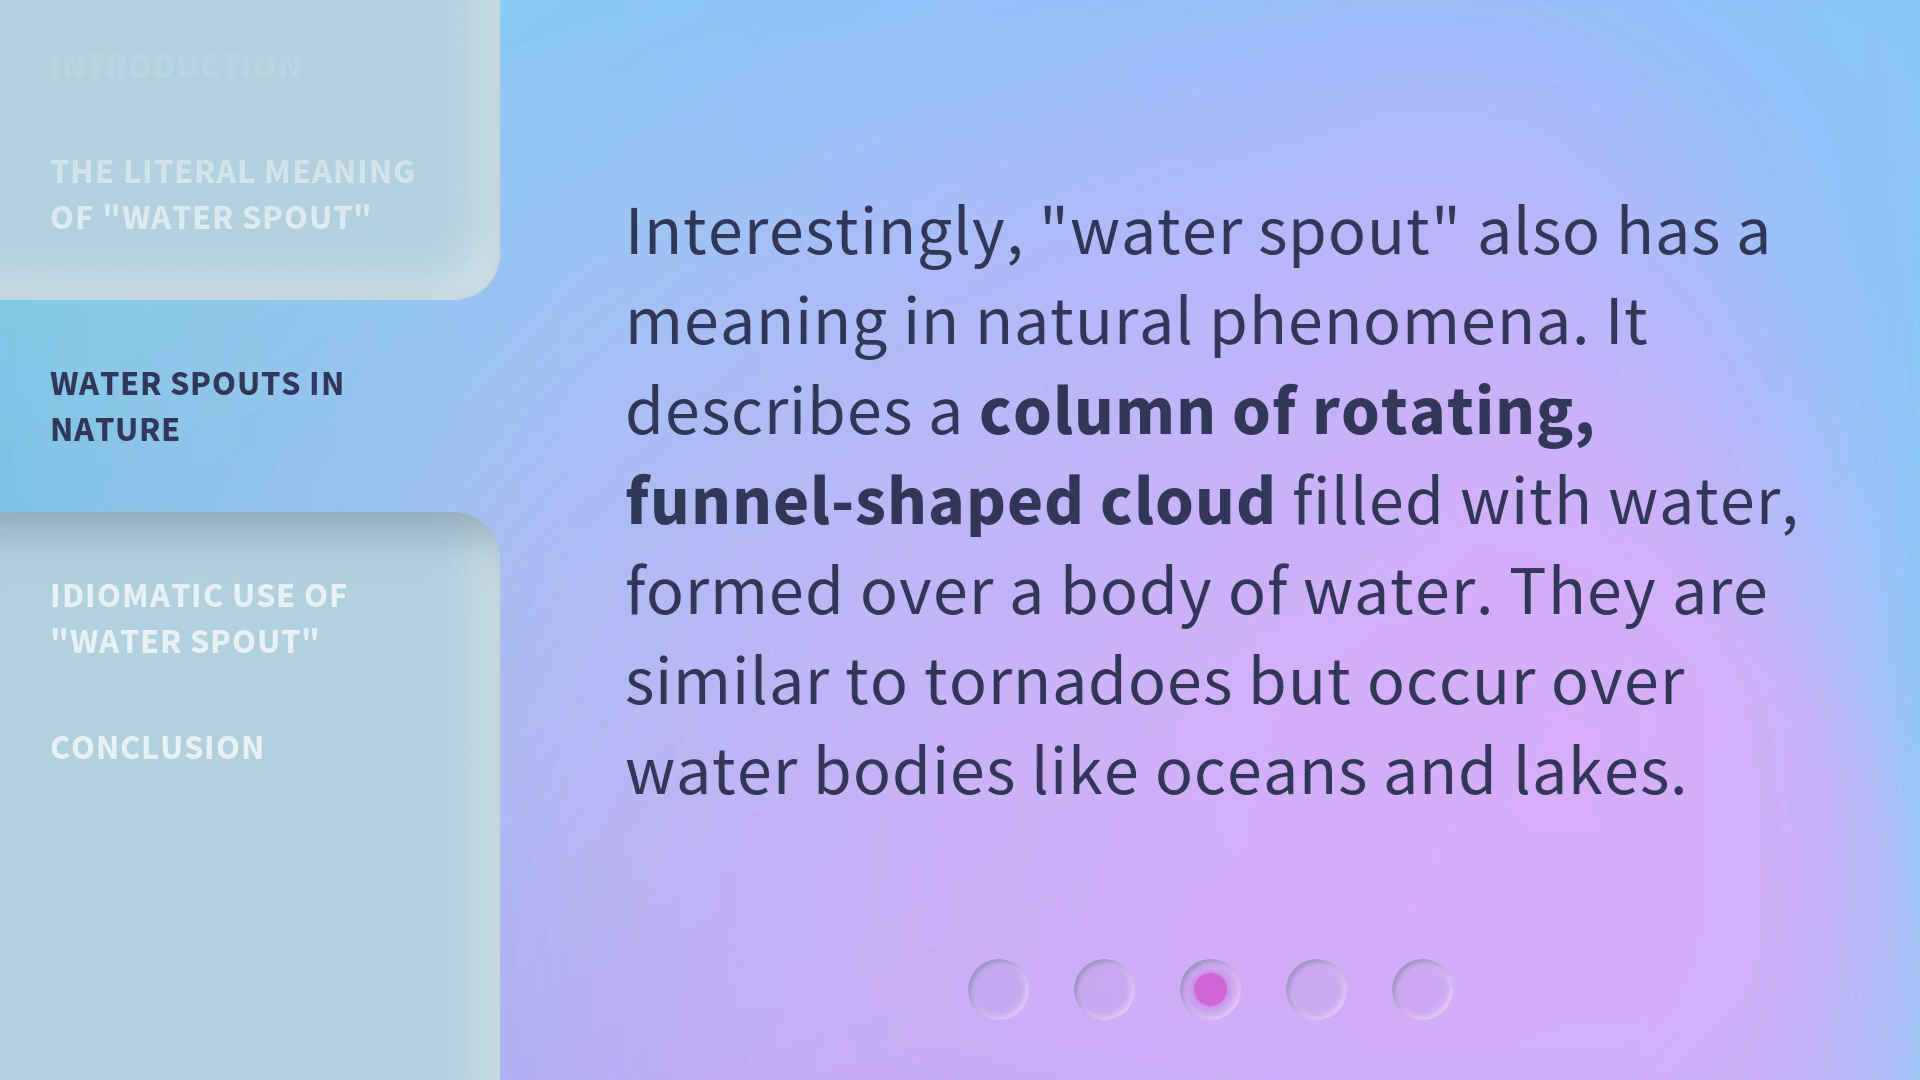 INTRODUCTION
THE LITERAL MEANING
OF "WATER SPOUT"
WATER SPOUTS IN
NATURE
IDIOMATIC USE OF
"WATER SPOUT"
CONCLUSION
Interestingly, "water spout" also has a
meaning in natural phenomena. It
describes a column of rotating,
funnel-shaped cloud filled with water,
formed over a body of water. They are
similar to tornadoes but occur over
water bodies like oceans and lakes.